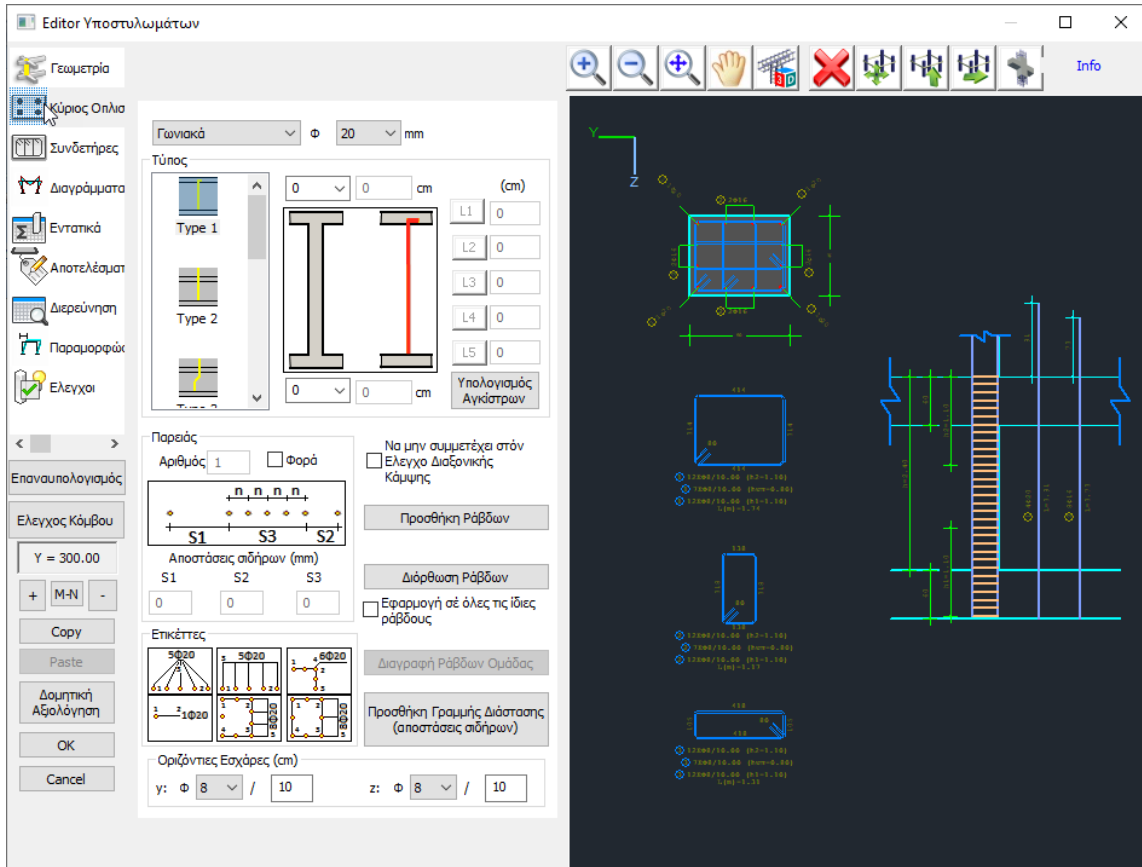 Editor Υποστυλωμάτων
Γεωμετρία
Κύριος Οπλισ
Συνδετήρες
Διαγράμματα
Εντατικά
Αποτελέσματ
Διερεύνηση
Παραμορφώσ
Ελεγχοι
Επαναυπολογισμός
Ελεγχος Κόμβου
Y = 300.00
+ M-N -
Copy
Paste
Δομητική
Αξιολόγηση
OK
Cancel
Γωνιακά Φ 20 mm
Τύπος
Type 1
Type 2
0 0 cm (cm)
L1 0
L2 0
L3 0
L4 0
L5 0
0 0 cm
Υπολογισμός
Αγκίστρων
Παρειάς
Αριθμός 1 Φορά
n n n n
S1 S3 S2
Αποστάσεις σιδήρων (mm)
S1 S2 S3
0 0 0
Να μην συμμετέχει στόν
Ελεγχο Διαξονικής
Κάμψης
Προσθήκη Ράβδων
Διόρθωση Ράβδων
Εφαρμογή σέ όλες τις ίδιες
ράβδους
Ετικέττες
5Φ20 5Φ20 6Φ20
1Φ20 8Φ20 8Φ20
Διαγραφή Ράβδων Ομάδας
Προσθήκη Γραμμής Διάστασης
(αποστάσεις σιδήρων)
Οριζόντιες Εσχάρες (cm)
y: Φ 8 / 10 z: Φ 8 / 10
Info
Y
Z